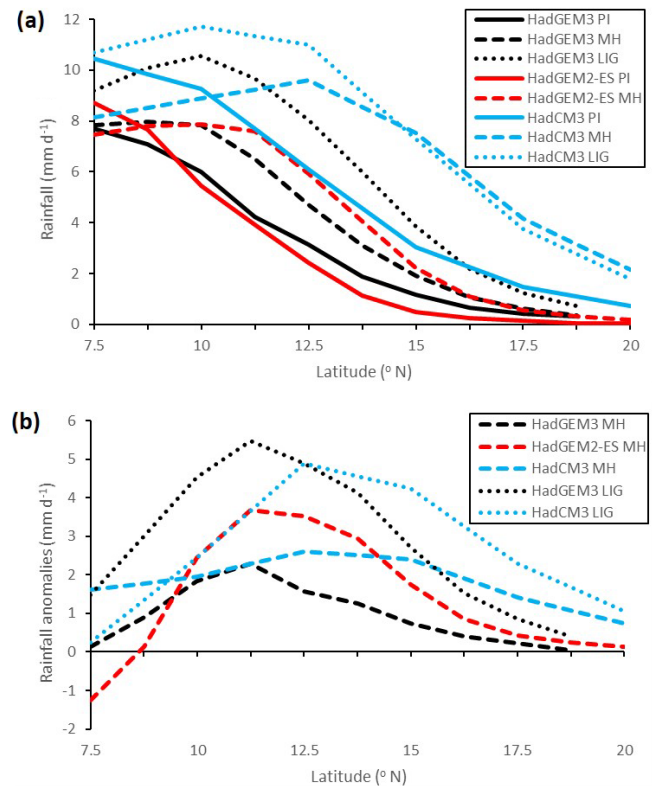 (a)
12
10
8
6
4
2
0
Rainfall (mm d⁻¹)
7.5 10 12.5 15 17.5 20
Latitude (° N)
HadGEM3 PI
HadGEM3 MH
HadGEM3 LIG
HadGEM2-ES PI
HadGEM2-ES MH
HadCM3 PI
HadCM3 MH
HadCM3 LIG
(b)
6
5
4
3
2
1
0
-1
-2
Rainfall anomalies (mm d⁻¹)
7.5 10 12.5 15 17.5 20
Latitude (° N)
HadGEM3 MH
HadGEM2-ES MH
HadCM3 MH
HadGEM3 LIG
HadCM3 LIG